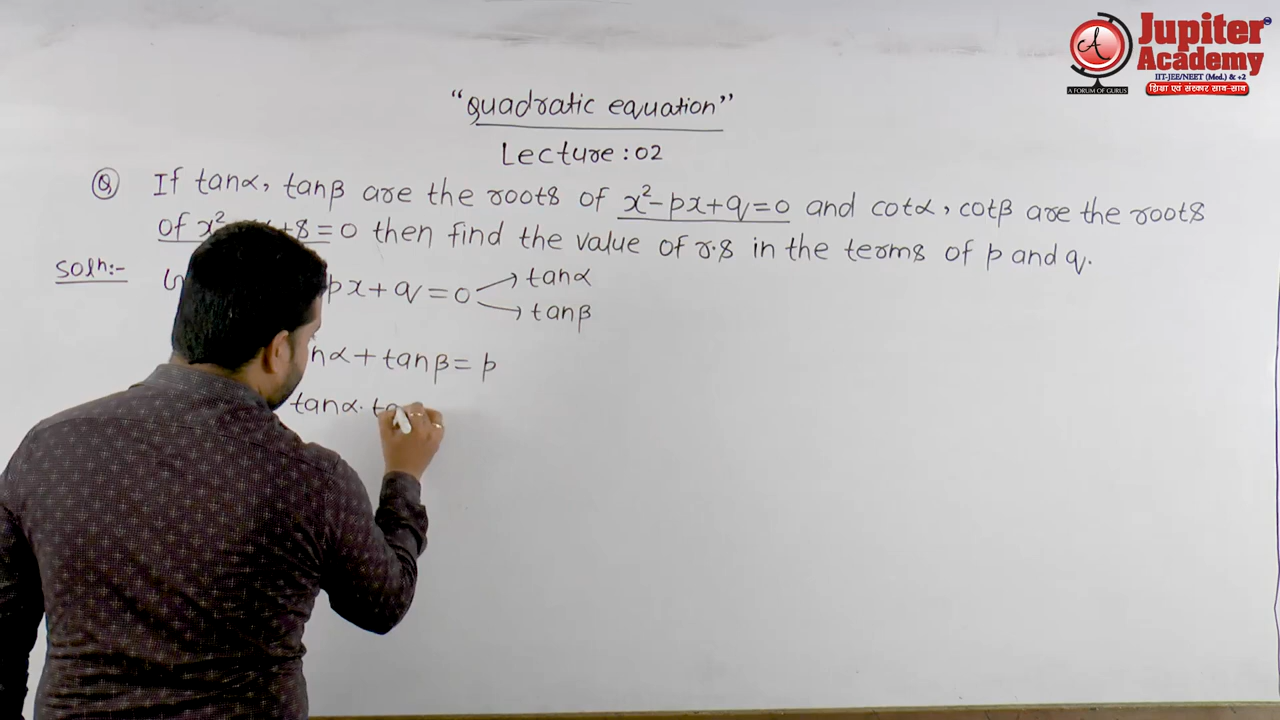 Jupiter
Academy
IIT-JEE/NEET (Med.) & +2
A FORUM OF GURUS
शिक्षा एवं संस्कार साथ-साथ
"Quadratic equation"
Lecture: 02
Q If tanα, tanβ are the roots of x²-px+q=0 and cotα, cotβ are the roots
of x² +s=0 then find the value of r.s in the terms of p and q.
Solⁿ:- px+q=0 → tanα
→ tanβ
nα+tanβ=p
tanα.ta